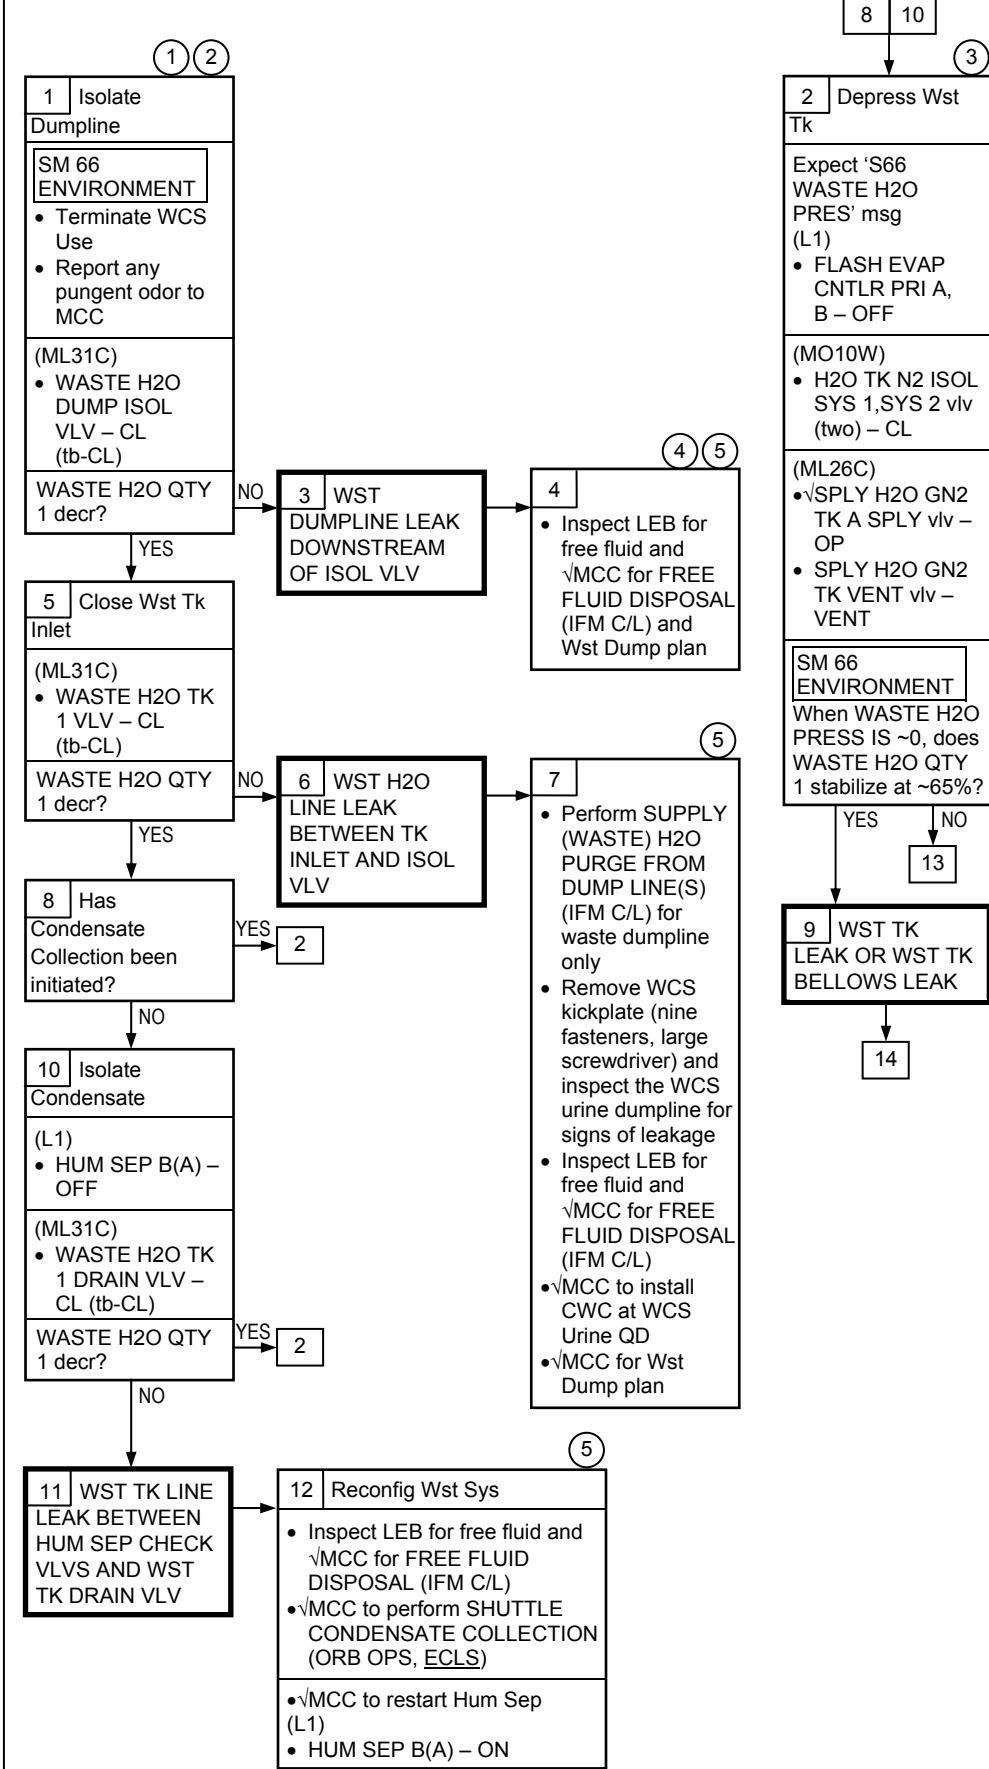 8 10
1 2
1 Isolate
Dumpline
SM 66
ENVIRONMENT
• Terminate WCS
Use
• Report any
pungent odor to
MCC
(ML31C)
• WASTE H2O
DUMP ISOL
VLV – CL
(tb-CL)
WASTE H2O QTY
1 decr?
NO
YES
3 WST
DUMPLINE LEAK
DOWNSTREAM
OF ISOL VLV
4 5
4
• Inspect LEB for
free fluid and
√MCC for FREE
FLUID DISPOSAL
(IFM C/L) and
Wst Dump plan
5 Close Wst Tk
Inlet
(ML31C)
• WASTE H2O TK
1 VLV – CL
(tb-CL)
WASTE H2O QTY
1 decr?
NO
YES
6 WST H2O
LINE LEAK
BETWEEN TK
INLET AND ISOL
VLV
5
7
• Perform SUPPLY
(WASTE) H2O
PURGE FROM
DUMP LINE(S)
(IFM C/L) for
waste dumpline
only
• Remove WCS
kickplate (nine
fasteners, large
screwdriver) and
inspect the WCS
urine dumpline for
signs of leakage
• Inspect LEB for
free fluid and
√MCC for FREE
FLUID DISPOSAL
(IFM C/L)
•√MCC to install
CWC at WCS
Urine QD
•√MCC for Wst
Dump plan
8 Has
Condensate
Collection been
initiated?
YES
2
NO
10 Isolate
Condensate
(L1)
• HUM SEP B(A) –
OFF
(ML31C)
• WASTE H2O TK
1 DRAIN VLV –
CL (tb-CL)
WASTE H2O QTY
1 decr?
YES
2
NO
11 WST TK LINE
LEAK BETWEEN
HUM SEP CHECK
VLVS AND WST
TK DRAIN VLV
5
12 Reconfig Wst Sys
• Inspect LEB for free fluid and
√MCC for FREE FLUID
DISPOSAL (IFM C/L)
•√MCC to perform SHUTTLE
CONDENSATE COLLECTION
(ORB OPS, ECLS)
•√MCC to restart Hum Sep
(L1)
• HUM SEP B(A) – ON
3
2 Depress Wst
Tk
Expect ‘S66
WASTE H2O
PRES’ msg
(L1)
• FLASH EVAP
CNTLR PRI A,
B – OFF
(MO10W)
• H2O TK N2 ISOL
SYS 1,SYS 2 vlv
(two) – CL
(ML26C)
•√SPLY H2O GN2
TK A SPLY vlv –
OP
• SPLY H2O GN2
TK VENT vlv –
VENT
SM 66
ENVIRONMENT
When WASTE H2O
PRESS IS ~0, does
WASTE H2O QTY
1 stabilize at ~65%?
YES NO
13
9 WST TK
LEAK OR WST TK
BELLOWS LEAK
14